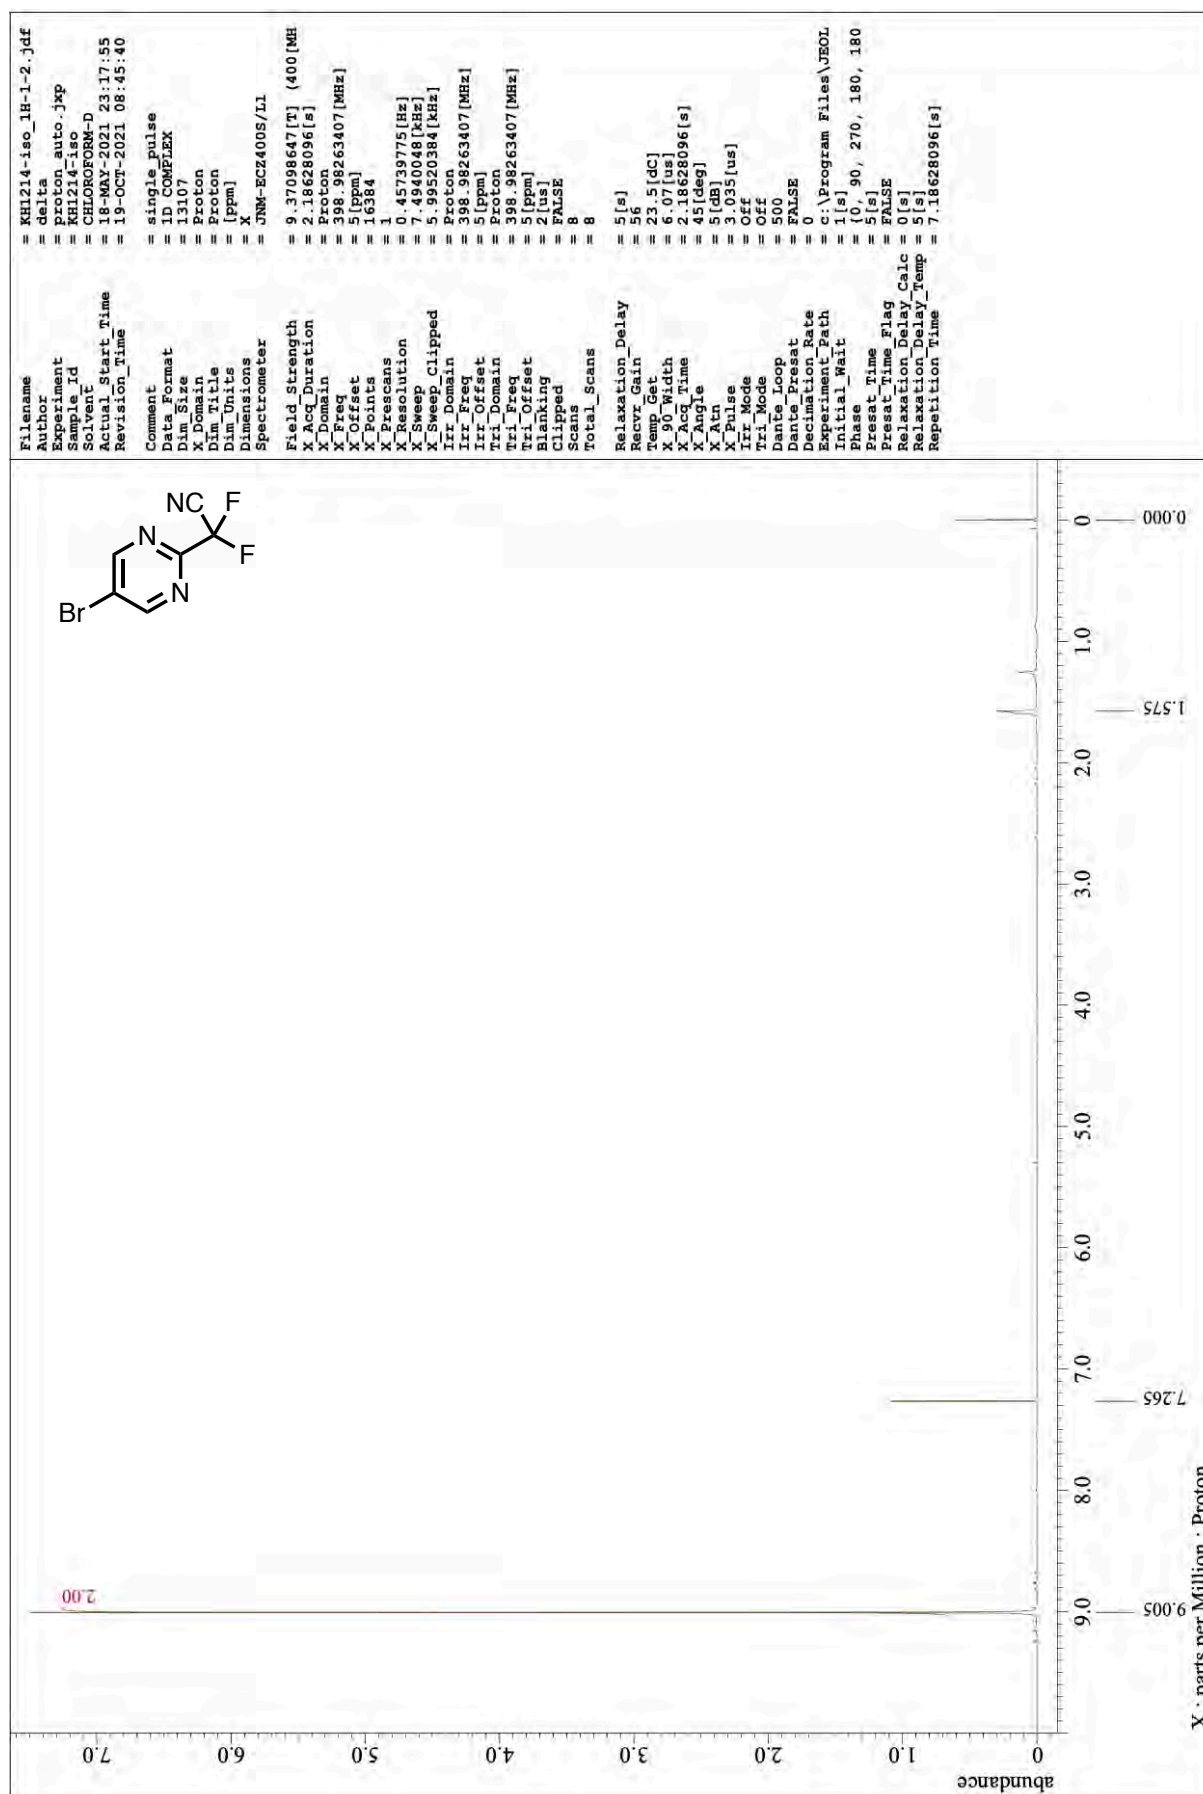 Filename = KH1214-iso_1H-1-2.jdf
Author = delta
Experiment = proton_auto.jxp
Sample_Id = KH1214-iso
Solvent = CHLOROFORM-D
Actual_Start_Time = 18-MAY-2021 23:17:55
Revision_Time = 19-OCT-2021 08:45:40
Comment = single_pulse
Data_Format = 1D COMPLEX
Dim_Size = 13107
X_Domain = Proton
Dim_Title = Proton
Dim_Units = [ppm]
Dimensions = X
Spectrometer = JNM-ECZ400S/L1
Field_Strength = 9.37098647[T] (400[MH
X_Acq_Duration = 2.18628096[s]
X_Domain = Proton
X_Freq = 398.98263407[MHz]
X_Offset = 5[ppm]
X_Points = 16384
X_Prescans = 1
X_Resolution = 0.45739775[Hz]
X_Sweep = 7.4940048[kHz]
X_Sweep_Clipped = 5.99520384[kHz]
Irr_Domain = Proton
Irr_Freq = 398.98263407[MHz]
Irr_Offset = 5[ppm]
Tri_Domain = Proton
Tri_Freq = 398.98263407[MHz]
Tri_Offset = 5[ppm]
Blanking = 2[us]
Clipped = FALSE
Scans = 8
Total_Scans = 8
Relaxation_Delay = 5[s]
Recvr_Gain = 56
Temp_Get = 23.5[dC]
X_90_Width = 6.07[us]
X_Acq_Time = 2.18628096[s]
X_Angle = 45[deg]
X_Atn = 5[dB]
X_Pulse = 3.035[us]
Irr_Mode = Off
Tri_Mode = Off
Dante_Loop = 500
Dante_Presat = FALSE
Decimation_Rate = 0
Experiment_Path = c:\Program Files\JEOL
Initial_Wait = 1[s]
Phase = {0, 90, 270, 180, 180
Presat_Time = 5[s]
Presat_Time_Flag = FALSE
Relaxation_Delay_Calc = 0[s]
Relaxation_Delay_Temp = 5[s]
Repetition_Time = 7.18628096[s]
NC F
N F
Br N
2.00
abundance
0 1.0 2.0 3.0 4.0 5.0 6.0 7.0
9.0 8.0 7.0 6.0 5.0 4.0 3.0 2.0 1.0 0
9.005 7.265 1.575 0.000
X : parts per Million : Proton